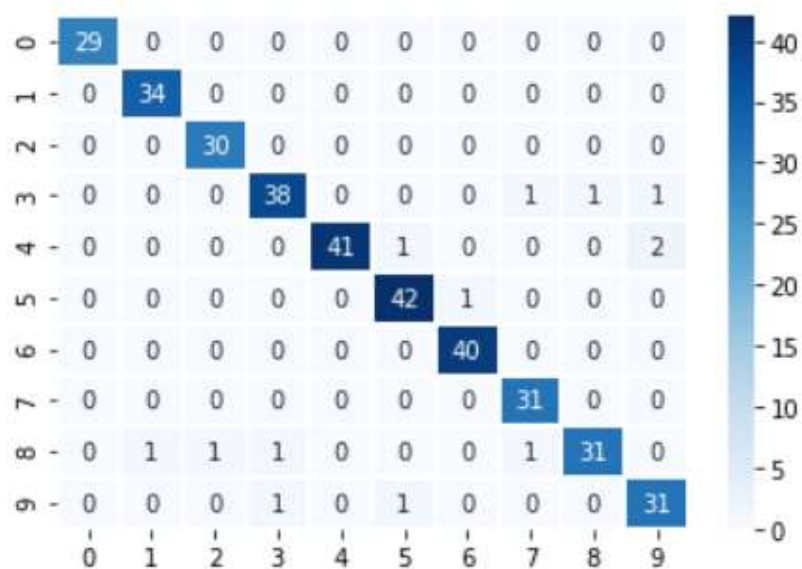 0 29 0 0 0 0 0 0 0 0 0
1 0 34 0 0 0 0 0 0 0 0
2 0 0 30 0 0 0 0 0 0 0
3 0 0 0 38 0 0 0 1 1 1
4 0 0 0 0 41 1 0 0 0 2
5 0 0 0 0 0 42 1 0 0 0
6 0 0 0 0 0 0 40 0 0 0
7 0 0 0 0 0 0 0 31 0 0
8 0 1 1 1 0 0 0 1 31 0
9 0 0 0 1 0 1 0 0 0 31
0 1 2 3 4 5 6 7 8 9
40
35
30
25
20
15
10
5
0